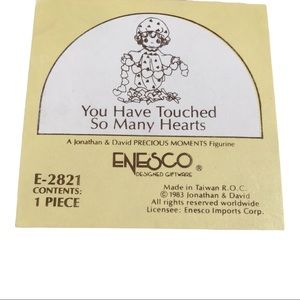 You Have Touched
So Many Hearts
A Jonathan & David PRECIOUS MOMENTS Figurine
ENESCO®
DESIGNED GIFTWARE
E-2821
CONTENTS:
1 PIECE
Made in Taiwan R.O.C.
© 1983 Jonathan & David
All rights reserved worldwide
Licensee: Enesco Imports Corp.